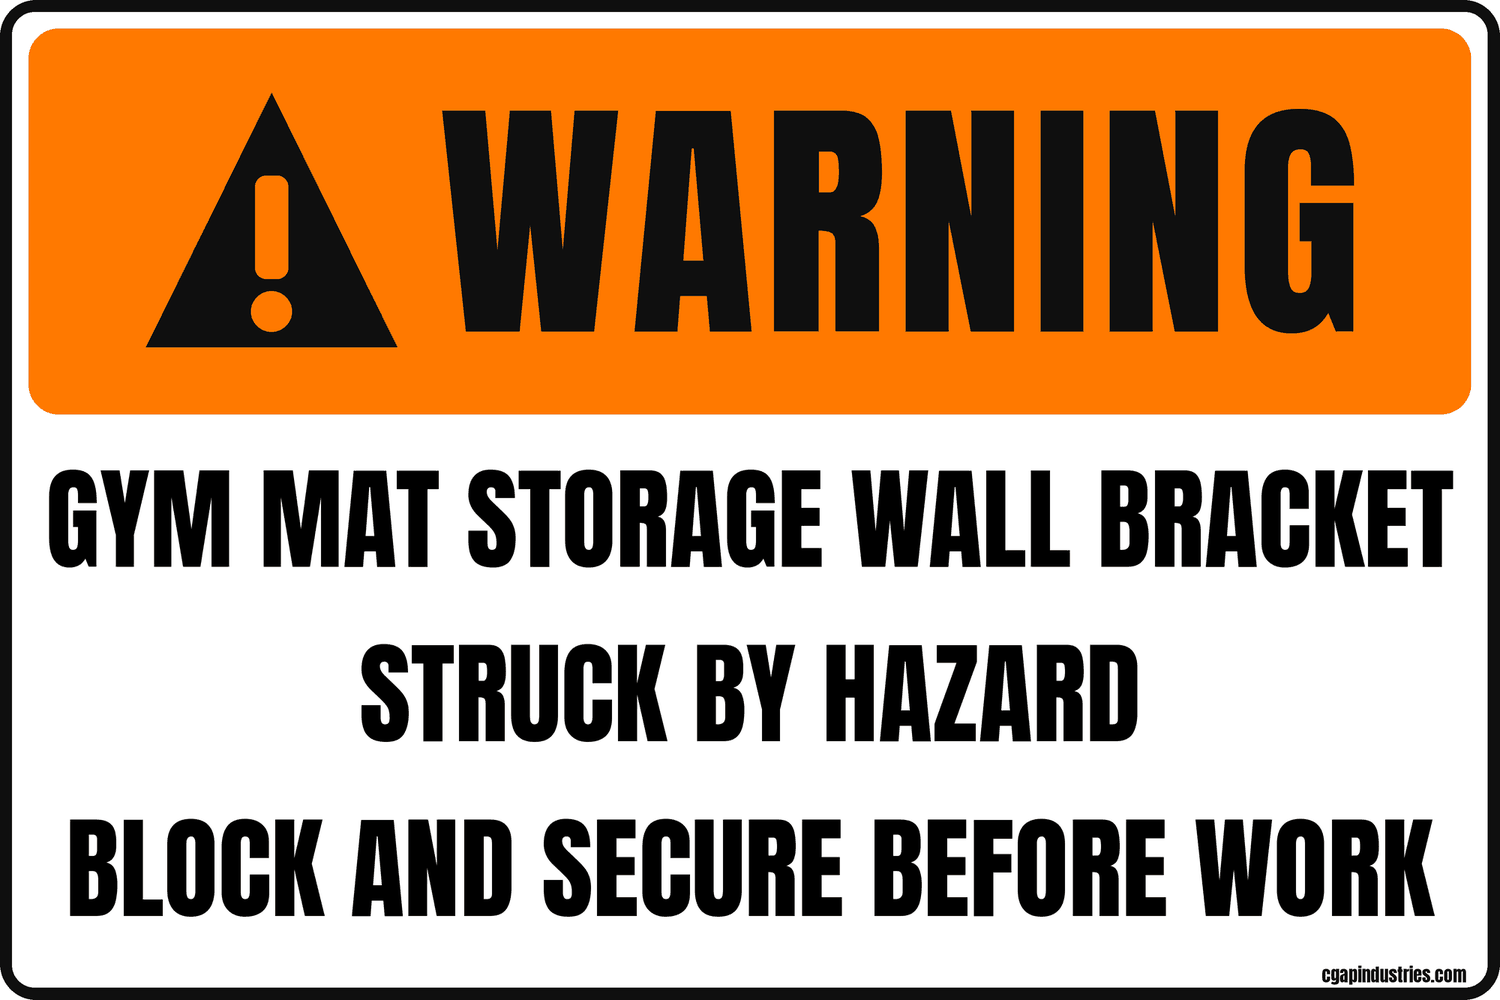 WARNING
GYM MAT STORAGE WALL BRACKET
STRUCK BY HAZARD
BLOCK AND SECURE BEFORE WORK
cgapindustries.com